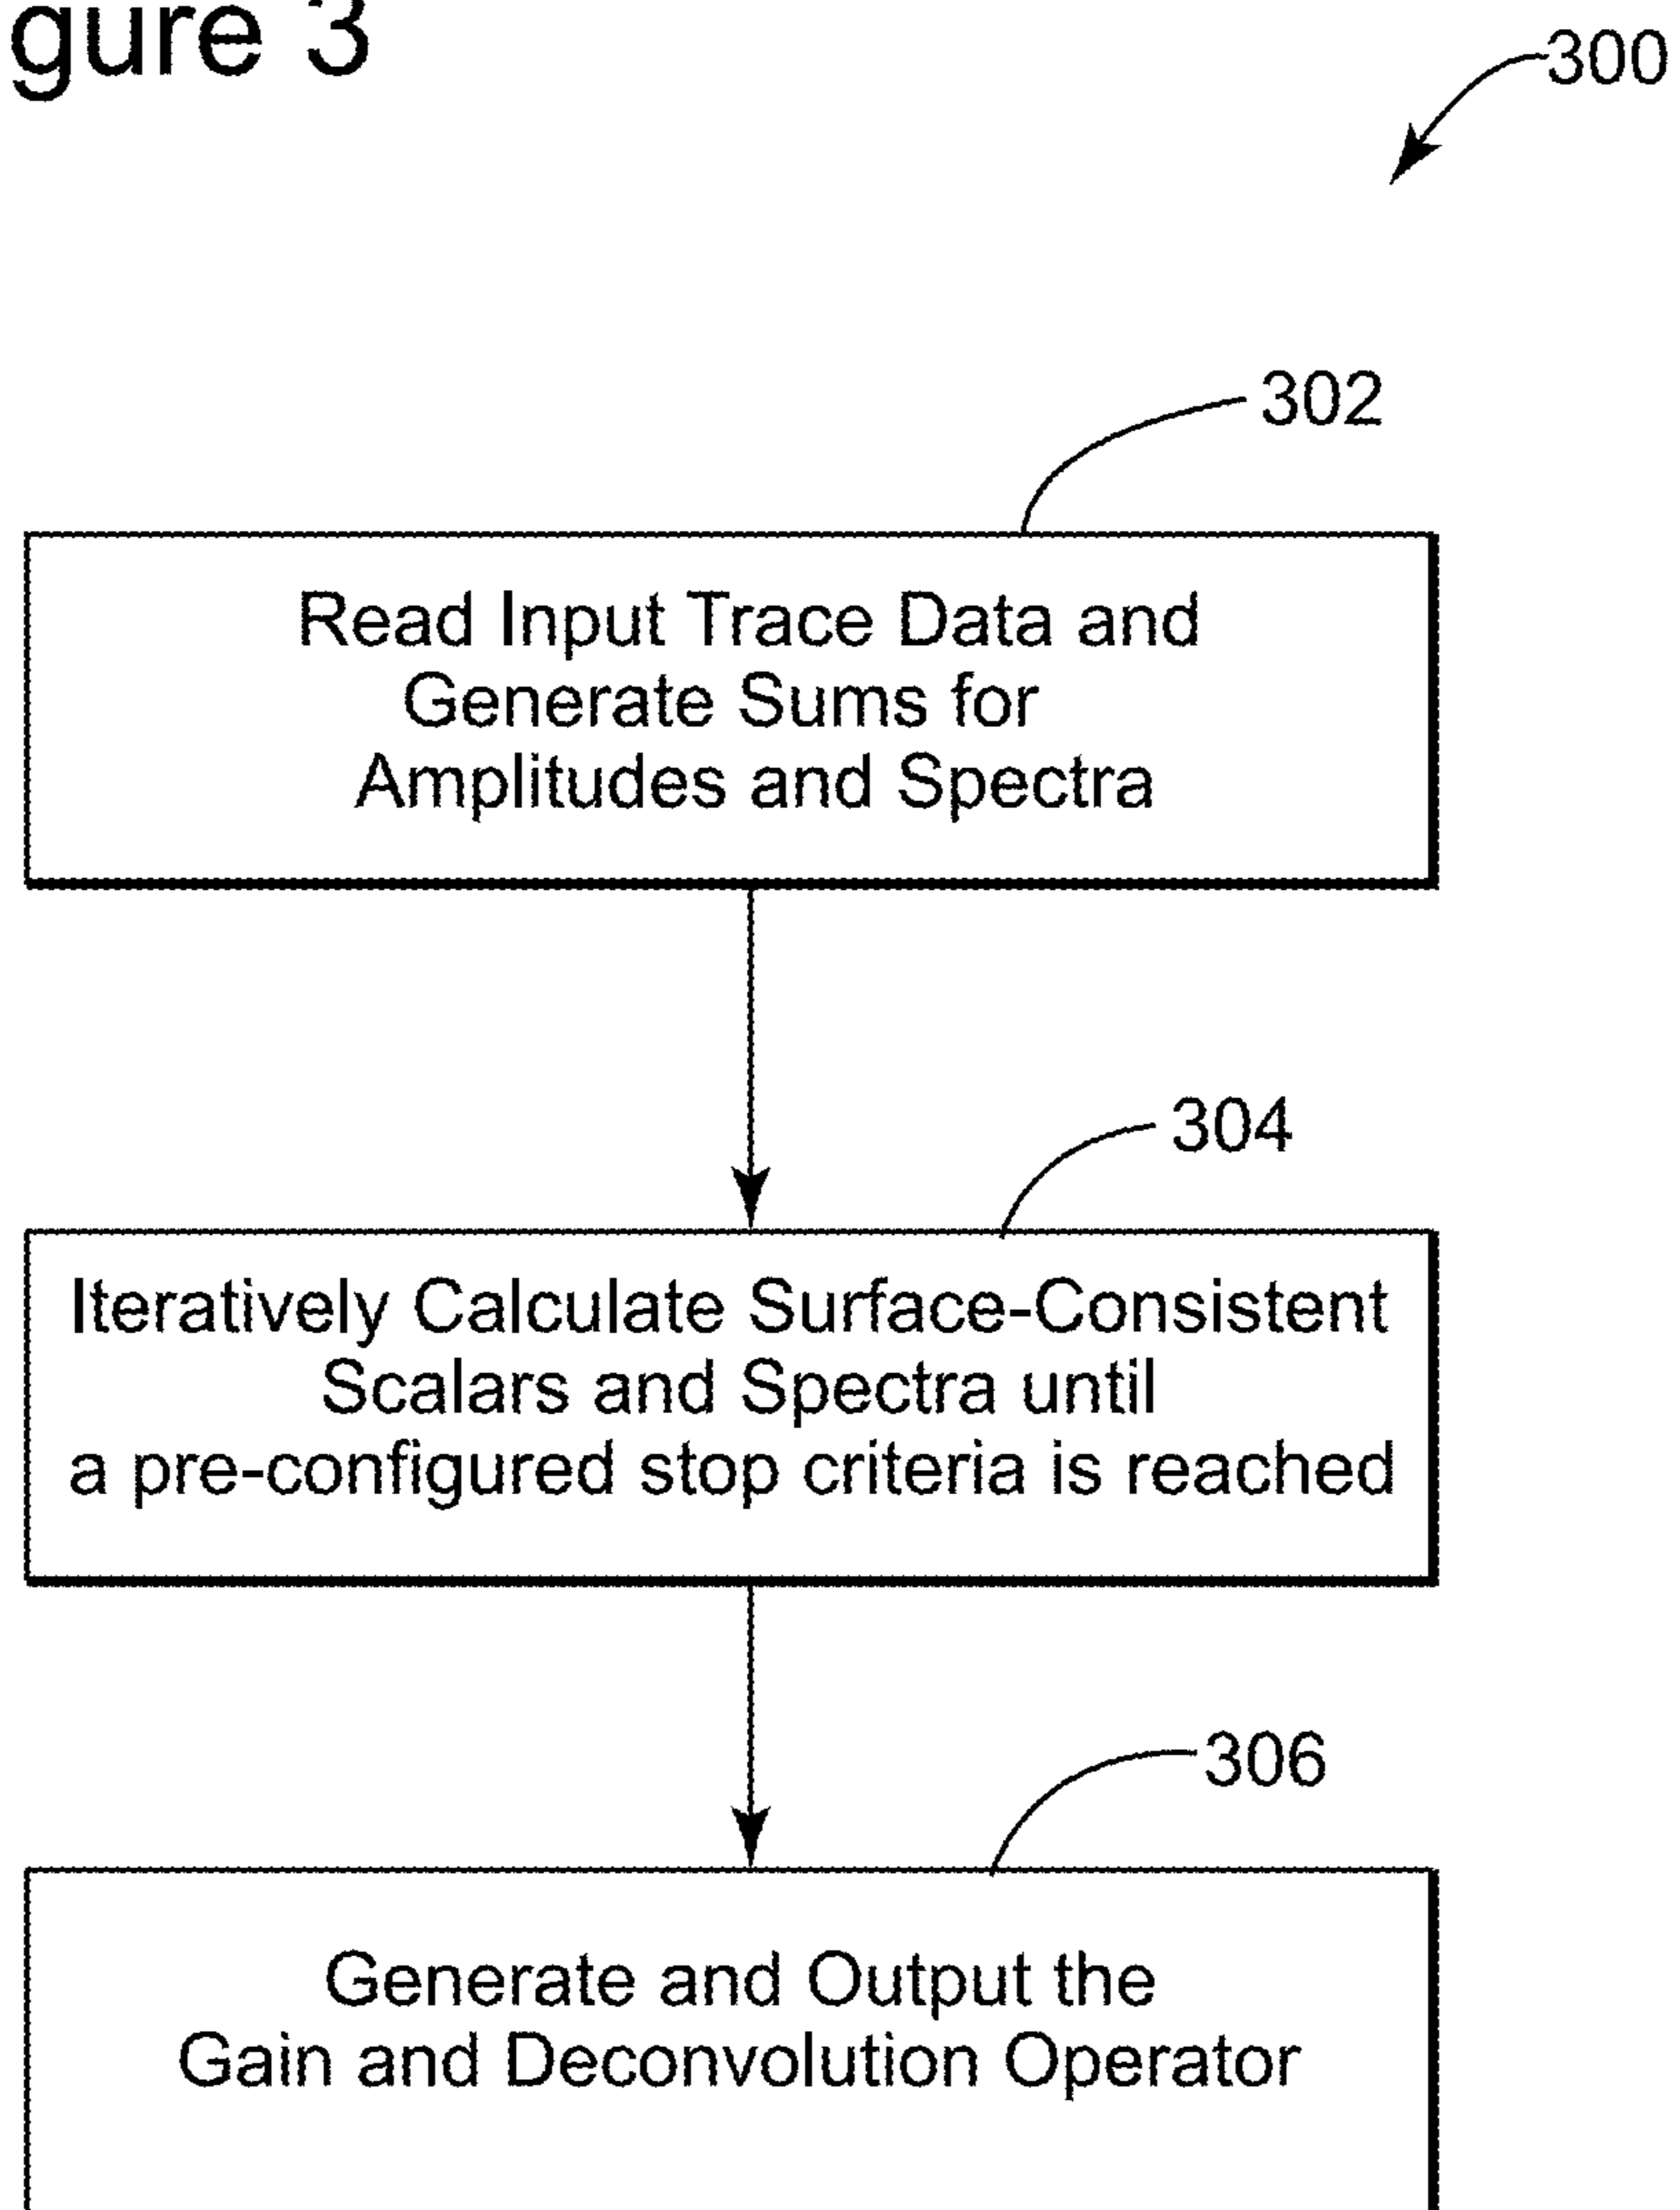 gure 3
300
302
Read Input Trace Data and
Generate Sums for
Amplitudes and Spectra
304
Iteratively Calculate Surface-Consistent
Scalars and Spectra until
a pre-configured stop criteria is reached
306
Generate and Output the
Gain and Deconvolution Operator